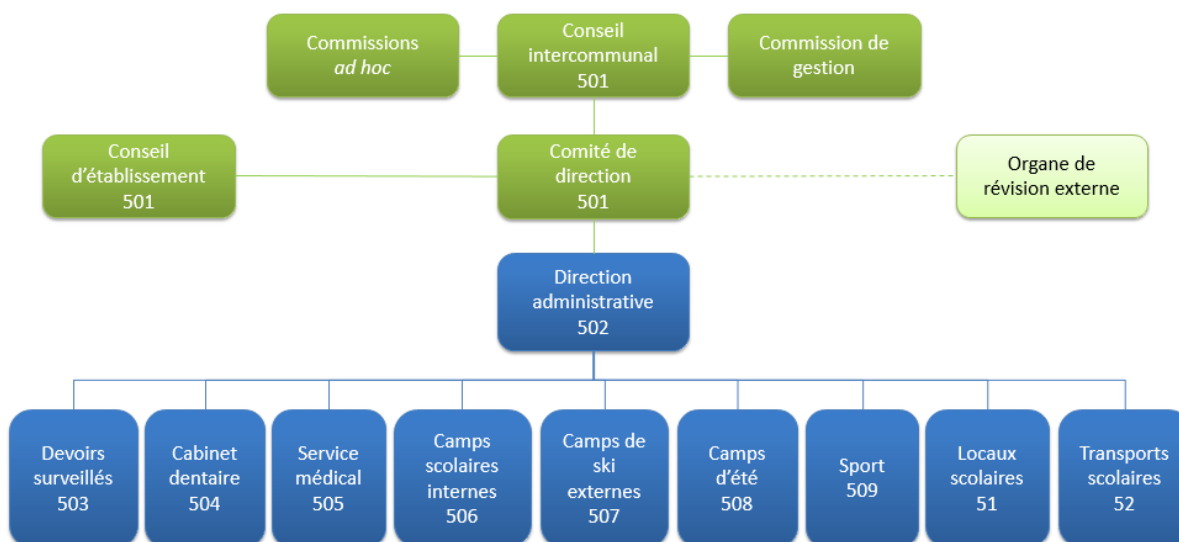 Commissions
ad hoc
Conseil
intercommunal
501
Commission de
gestion
Conseil
d’établissement
501
Comité de
direction
501
Organe de
révision externe
Direction
administrative
502
Devoirs
surveillés
503
Cabinet
dentaire
504
Service
médical
505
Camps
scolaires
internes
506
Camps de
ski
externes
507
Camps
d’été
508
Sport
509
Locaux
scolaires
51
Transports
scolaires
52